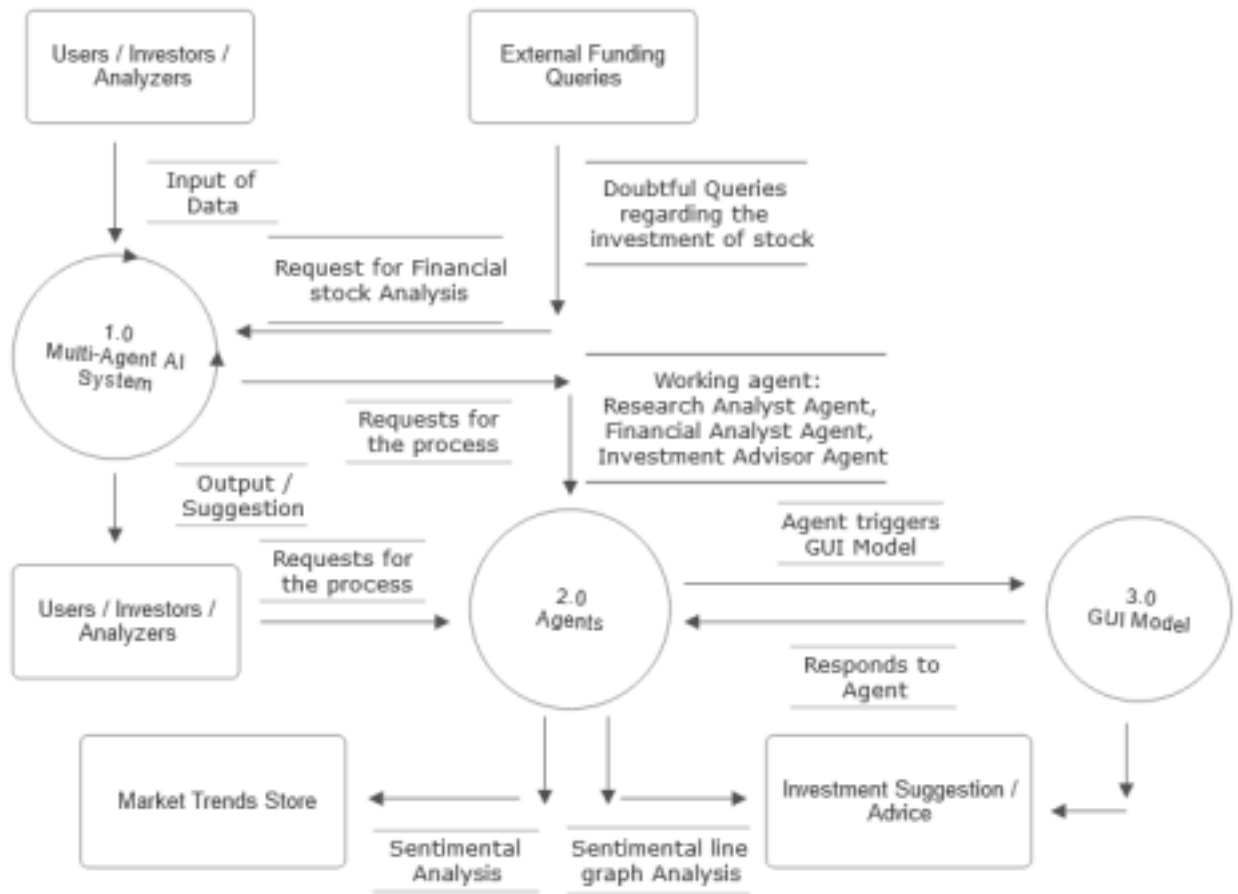 Users / Investors /
Analyzers
External Funding
Queries
Input of
Data
Doubtful Queries
regarding the
investment of stock
Request for Financial
stock Analysis
1.0
Multi-Agent AI
System
Requests for
the process
Working agent:
Research Analyst Agent,
Financial Analyst Agent,
Investment Advisor Agent
Output /
Suggestion
Agent triggers
GUI Model
Requests for
the process
Users / Investors /
Analyzers
2.0
Agents
3.0
GUI Model
Responds to
Agent
Market Trends Store
Investment Suggestion /
Advice
Sentimental
Analysis
Sentimental line
graph Analysis